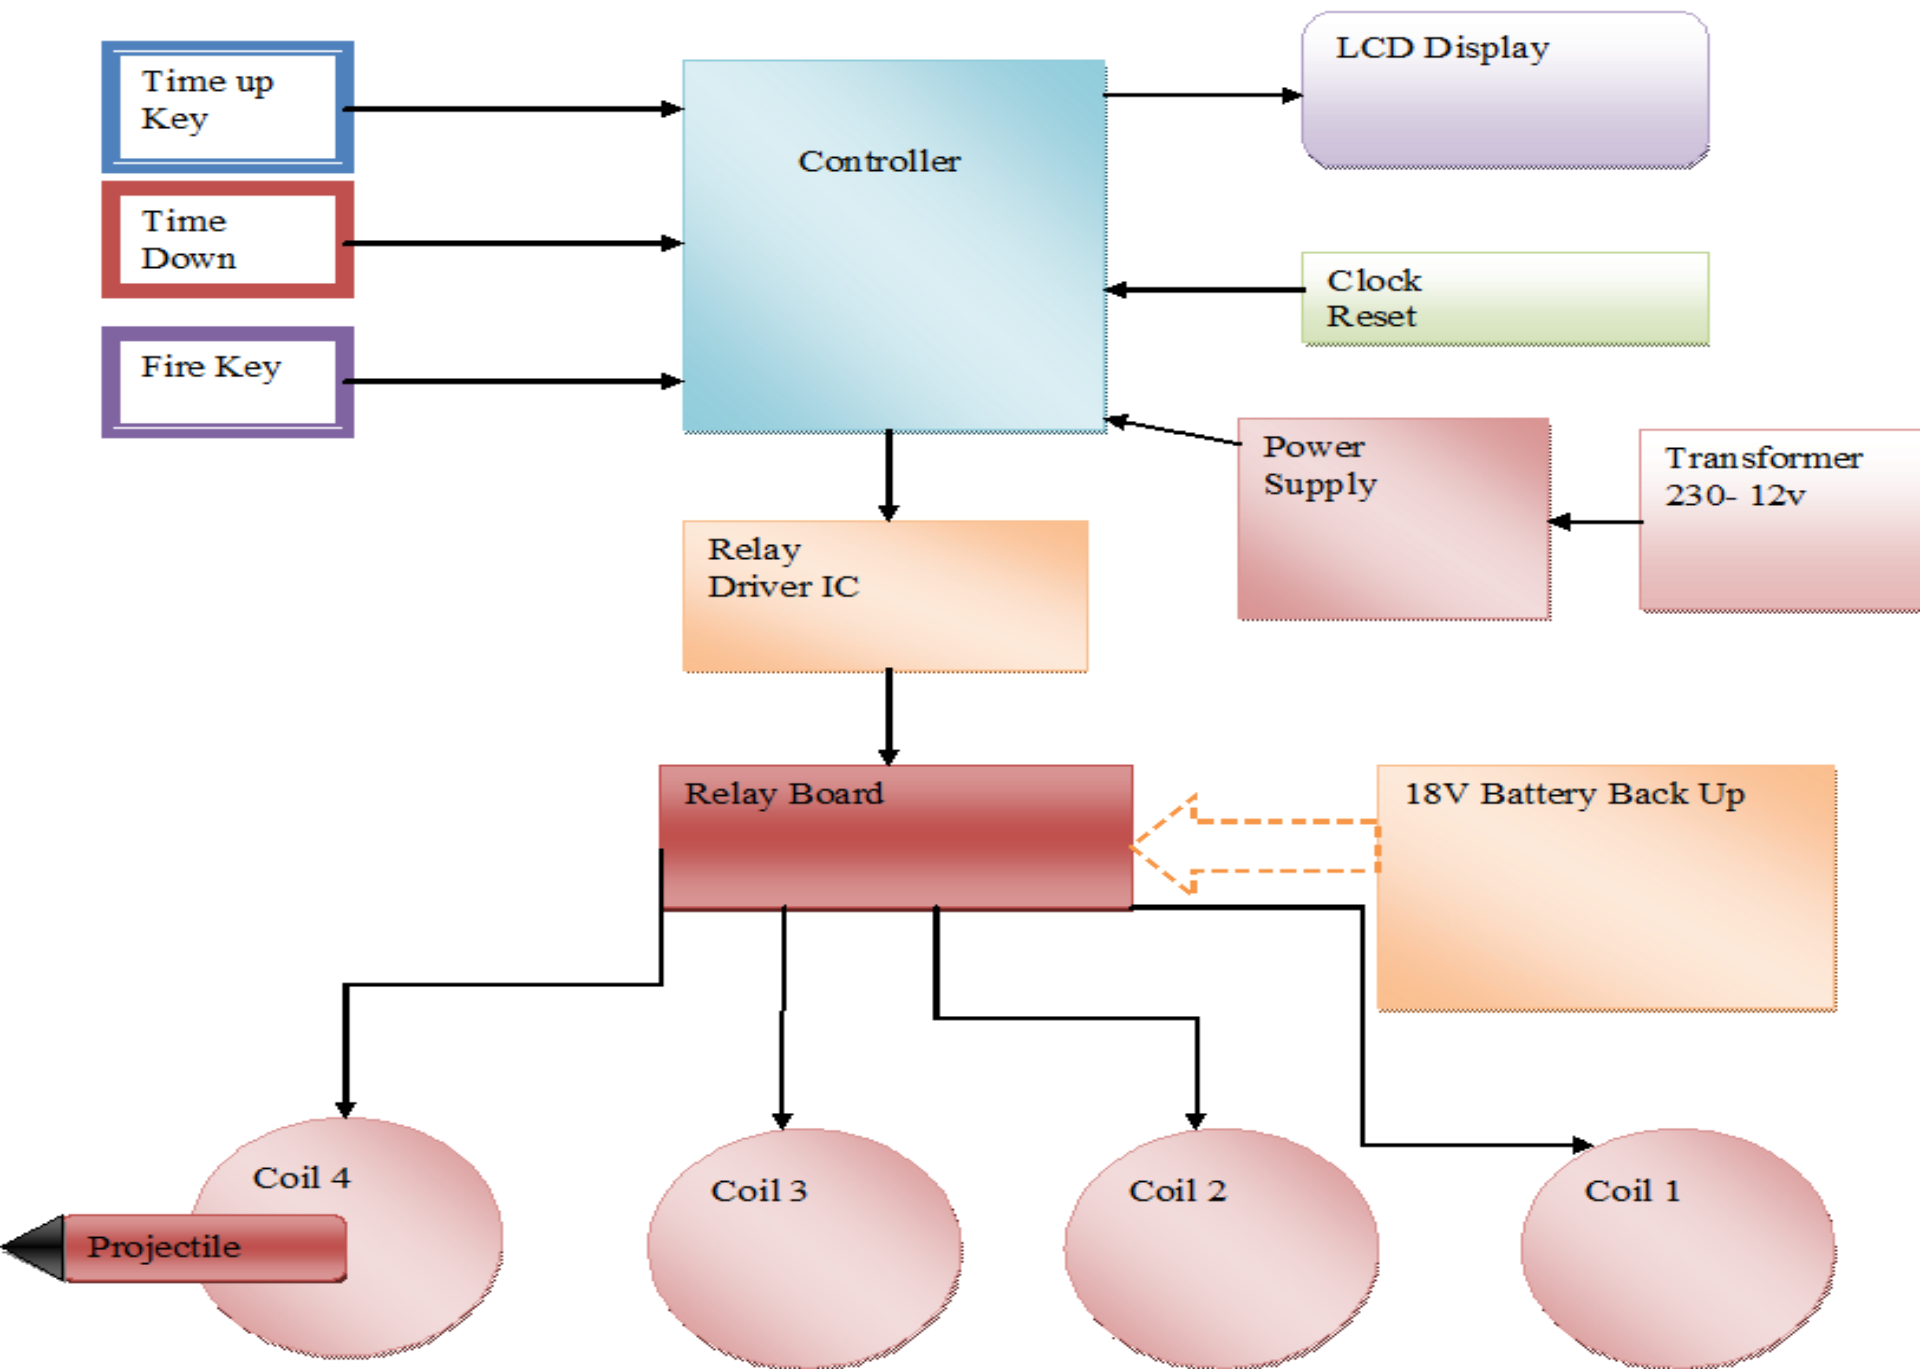 Time up
Key
Time
Down
Fire Key
Controller
LCD Display
Clock
Reset
Power
Supply
Transformer
230- 12v
Relay
Driver IC
Relay Board
18V Battery Back Up
Coil 4
Coil 3
Coil 2
Coil 1
Projectile